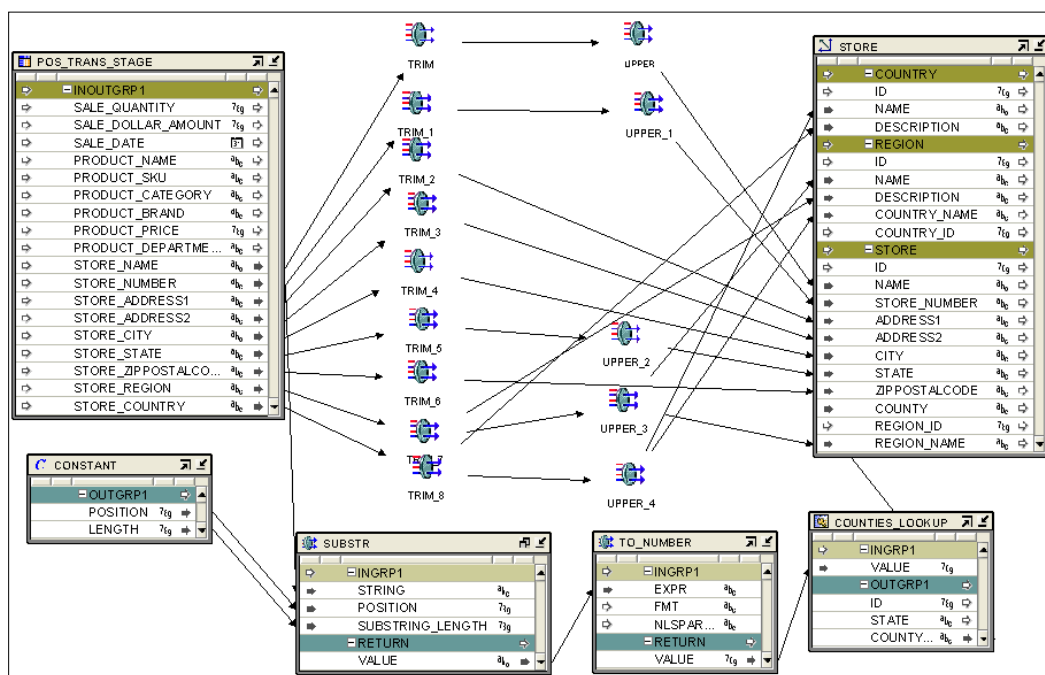 POS_TRANS_STAGE
INOUTGRP1
SALE_QUANTITY
SALE_DOLLAR_AMOUNT
SALE_DATE
PRODUCT_NAME
PRODUCT_SKU
PRODUCT_CATEGORY
PRODUCT_BRAND
PRODUCT_PRICE
PRODUCT_DEPARTME...
STORE_NAME
STORE_NUMBER
STORE_ADDRESS1
STORE_ADDRESS2
STORE_CITY
STORE_STATE
STORE_ZIPPOSTALCO...
STORE_REGION
STORE_COUNTRY
TRIM
TRIM_1
TRIM_2
TRIM_3
TRIM_4
TRIM_5
TRIM_6
TRIM_7
TRIM_8
UPPER
UPPER_1
UPPER_2
UPPER_3
UPPER_4
STORE
COUNTRY
ID
NAME
DESCRIPTION
REGION
ID
NAME
DESCRIPTION
COUNTRY_NAME
COUNTRY_ID
STORE
ID
NAME
STORE_NUMBER
ADDRESS1
ADDRESS2
CITY
STATE
ZIPPOSTALCODE
COUNTY
REGION_ID
REGION_NAME
CONSTANT
OUTGRP1
POSITION
LENGTH
SUBSTR
INGRP1
STRING
POSITION
SUBSTRING_LENGTH
RETURN
VALUE
TO_NUMBER
INGRP1
EXPR
FMT
NLSPAR...
RETURN
VALUE
COUNTIES_LOOKUP
INGRP1
VALUE
OUTGRP1
ID
STATE
COUNTY...